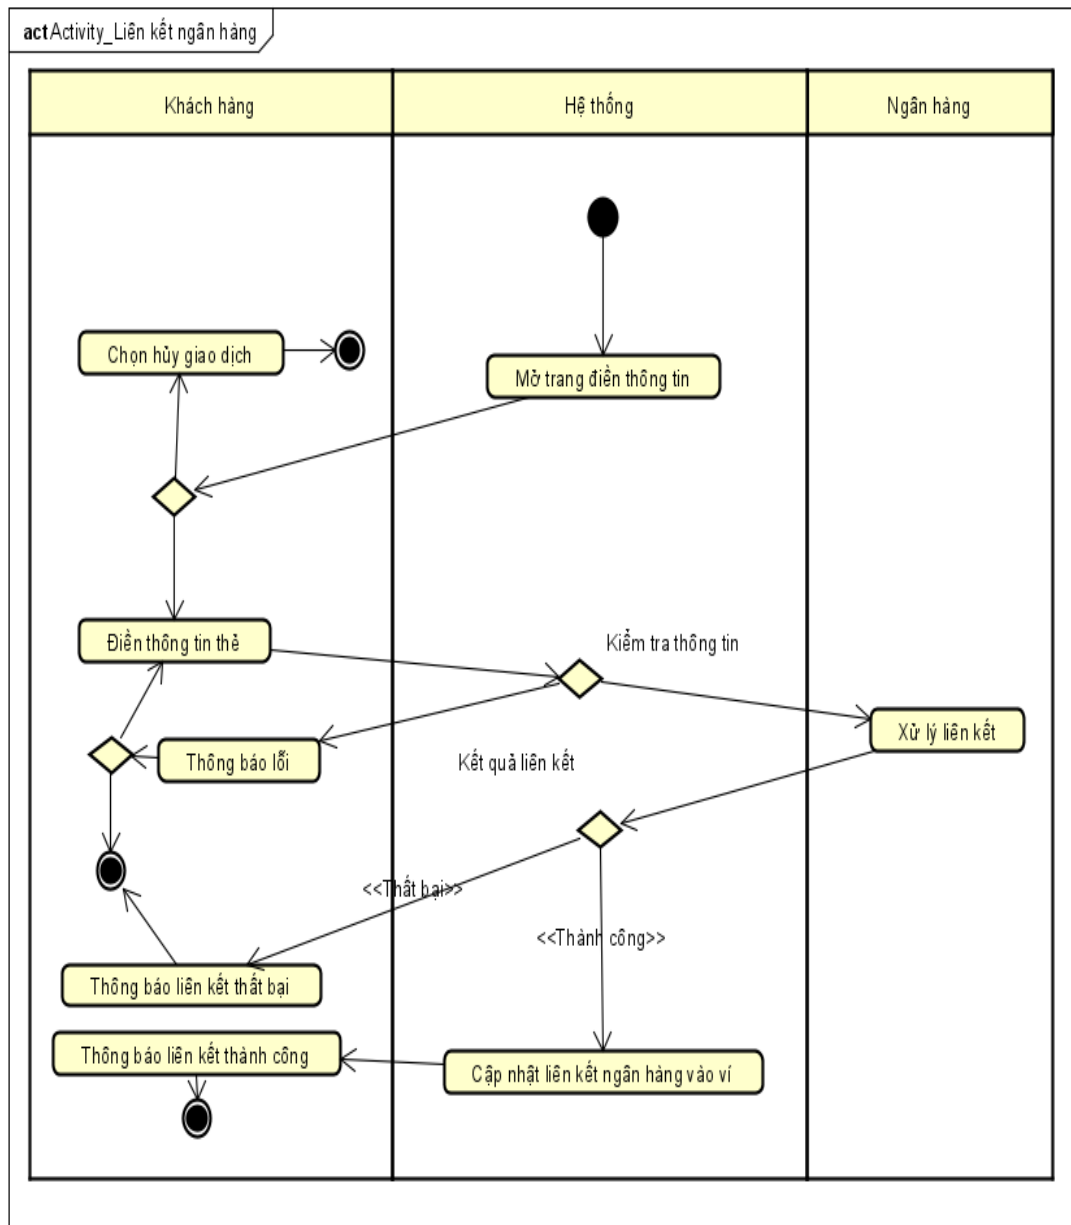 act Activity_Liên kết ngân hàng
Khách hàng
Hệ thống
Ngân hàng
Chọn hủy giao dịch
Mở trang điền thông tin
Điền thông tin thẻ
Kiểm tra thông tin
Xử lý liên kết
Thông báo lỗi
Kết quả liên kết
<<Thất bại>>
<<Thành công>>
Thông báo liên kết thất bại
Thông báo liên kết thành công
Cập nhật liên kết ngân hàng vào ví